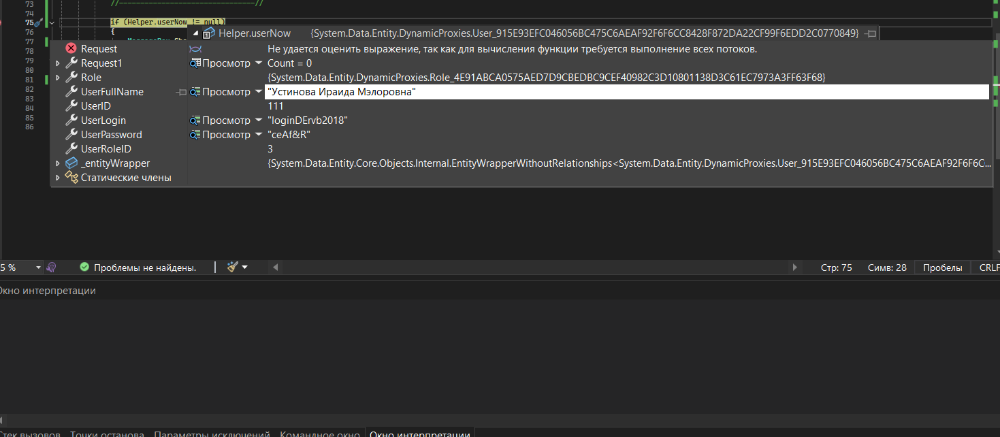 73
//------------------------------//
74
75 if (Helper.userNow != null)
76 {
Helper.userNow {System.Data.Entity.DynamicProxies.User_915E93EFC046056BC475C6AEAF92F6F6CC8428F872DA22CF99F6EDD2C0770849}
77
Request Не удается оценить выражение, так как для вычисления функции требуется выполнение всех потоков.
78
Request1 Просмотр Count = 0
79
80
Role {System.Data.Entity.DynamicProxies.Role_4E91ABCA0575AED7D9CBEDBC9CEF40982C3D10801138D3C61EC7973A3FF63F68}
81
UserFullName Просмотр "Устинова Ираида Мэлоровна"
82
83
UserID 111
84
UserLogin Просмотр "loginDErvb2018"
85
UserPassword Просмотр "ceAf&R"
86
UserRoleID 3
_entityWrapper {System.Data.Entity.Core.Objects.Internal.EntityWrapperWithoutRelationships<System.Data.Entity.DynamicProxies.User_915E93EFC046056BC475C6AEAF92F6F6C...
Статические члены
5 % Проблемы не найдены. Стр: 75 Симв: 28 Пробелы CRLF
Окно интерпретации
Стек вызовов Точки останова Параметры исключений Командное окно Окно интерпретации